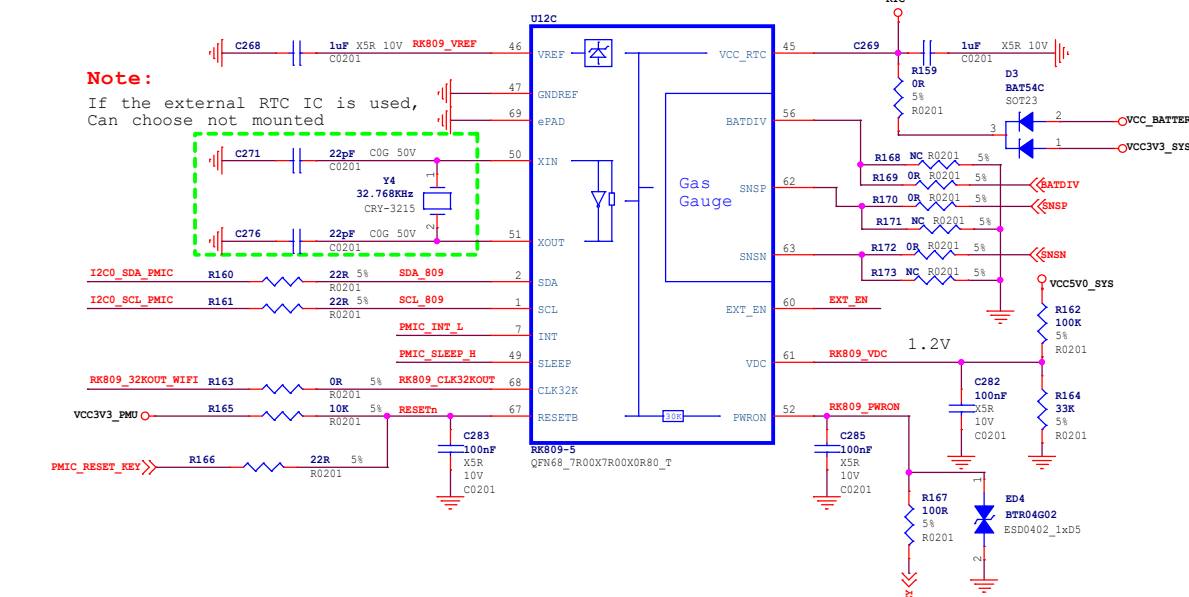 U12C
C268 1uF X5R 10V RK809_VREF 46 VREF
C0201
Note:
If the external RTC IC is used,
Can choose not mounted
47 GNDREF
69 ePAD
C271 22pF C0G 50V 50 XIN
C0201
1
Y4
32.768KHz
CRY-3215
2
C276 22pF C0G 50V 51 XOUT
C0201
I2C0_SDA_PMIC R160 22R 5% SDA_809 2 SDA
R0201
I2C0_SCL_PMIC R161 22R 5% SCL_809 1 SCL
R0201
PMIC_INT_L 7 INT
PMIC_SLEEP_H 49 SLEEP
RK809_32KOUT_WIFI R163 0R 5% RK809_CLK32KOUT 68 CLK32K
R0201
VCC3V3_PMU R165 10K 5% RESETn 67 RESETB
R0201
PMIC_RESET_KEY R166 22R 5%
R0201
C283
100nF
X5R
10V
C0201
RK809-5
QFN68_7R00X7R00X0R80_T
30K
Gas
Gauge
VCC_RTC 45 C269 1uF X5R 10V
C0201
R159
0R
5%
R0201
D3
BAT54C
SOT23
3
2 VCC_BATTER
1 VCC3V3_SYS
BATDIV 56
R168 NC R0201 5%
R169 0R R0201 5% BATDIV
SNSP 62
R170 0R R0201 5% SNSP
R171 NC R0201 5%
SNSN 63
R172 0R R0201 5% SNSN
R173 NC R0201 5%
EXT_EN 60 EXT_EN
VCC5V0_SYS
R162
100K
5%
R0201
1.2V
VDC 61 RK809_VDC
C282
100nF
X5R
10V
C0201
R164
33K
5%
R0201
PWRON 52 RK809_PWRON
C285
100nF
X5R
10V
C0201
R167
100R
5%
R0201
1
ED4
BTR04G02
ESD0402_1xD5
2